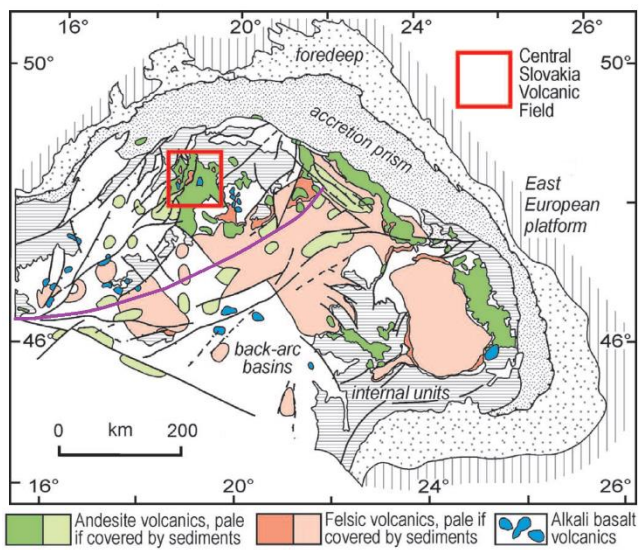 16° 20° 24° 26°
50° 50°
foredeep
Central
Slovakia
Volcanic
Field
accretion prism
East
European
platform
46° 46°
back-arc
basins
internal units
0 km 200
16° 20° 24° 26°
Andesite volcanics, pale
if covered by sediments
Felsic volcanics, pale if
covered by sediments
Alkali basalt
volcanics